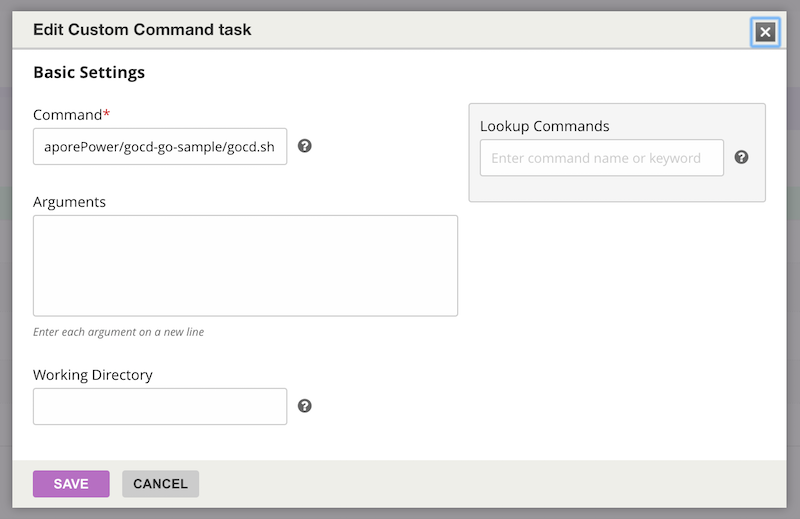 Edit Custom Command task
Basic Settings
Command*
aporePower/gocd-go-sample/gocd.sh
Lookup Commands
Enter command name or keyword
Arguments
Enter each argument on a new line
Working Directory
SAVE
CANCEL